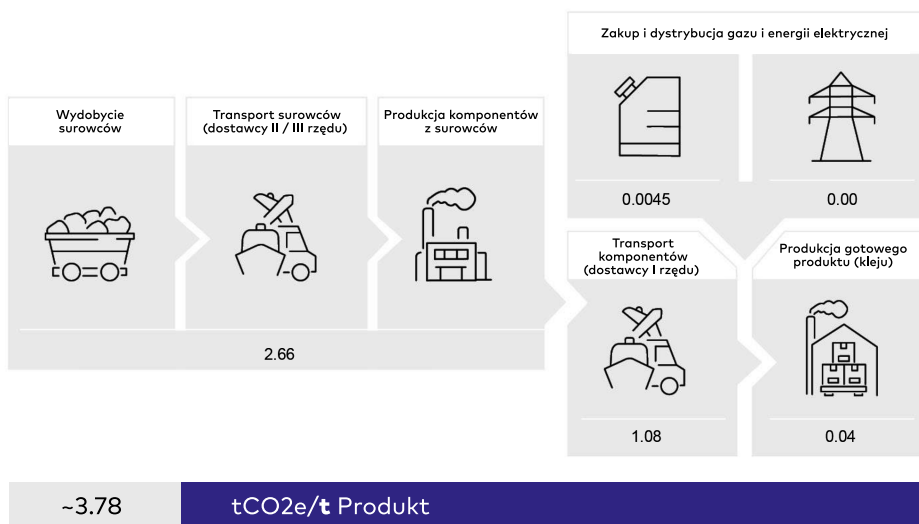 Zakup i dystrybucja gazu i energii elektrycznej
Wydobycie
surowców
Transport surowców
(dostawcy II / III rzędu)
Produkcja komponentów
z surowców
0.0045
0.00
Transport
komponentów
(dostawcy I rzędu)
Produkcja gotowego
produktu (kleju)
2.66
1.08
0.04
~3.78
tCO2e/t Produkt